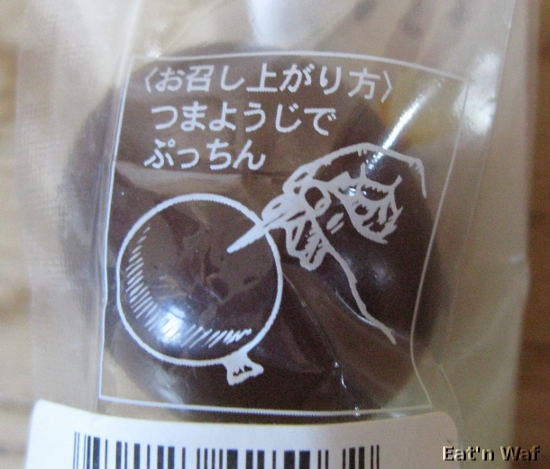 〈お召し上がり方〉
つまようじで
ぷっちん
Eat'n Waf